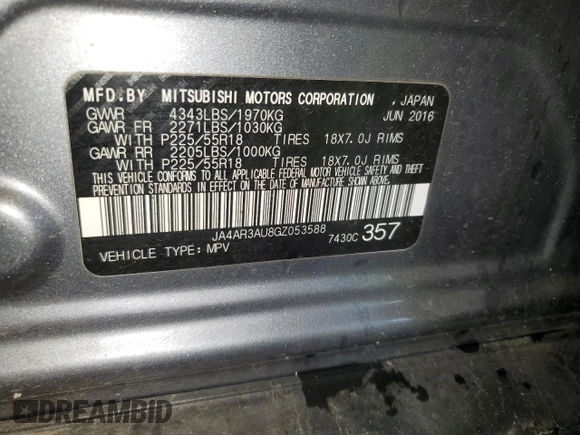 MFD.BY MITSUBISHI MOTORS CORPORATION , JAPAN
GVWR 4343LBS/1970KG JUN 2016
GAWR FR 2271LBS/1030KG
WITH P225/55R18 TIRES 18X7.0J RIMS
GAWR RR 2205LBS/1000KG
WITH P225/55R18 TIRES 18X7.0J RIMS
THIS VEHICLE CONFORMS TO ALL APPLICABLE FEDERAL MOTOR VEHICLE SAFETY AND THEFT
PREVENTION STANDARDS IN EFFECT ON THE DATE OF MANUFACTURE SHOWN ABOVE.
JA4AR3AU8GZ053588
VEHICLE TYPE: MPV 7430C 357
DREAMBID